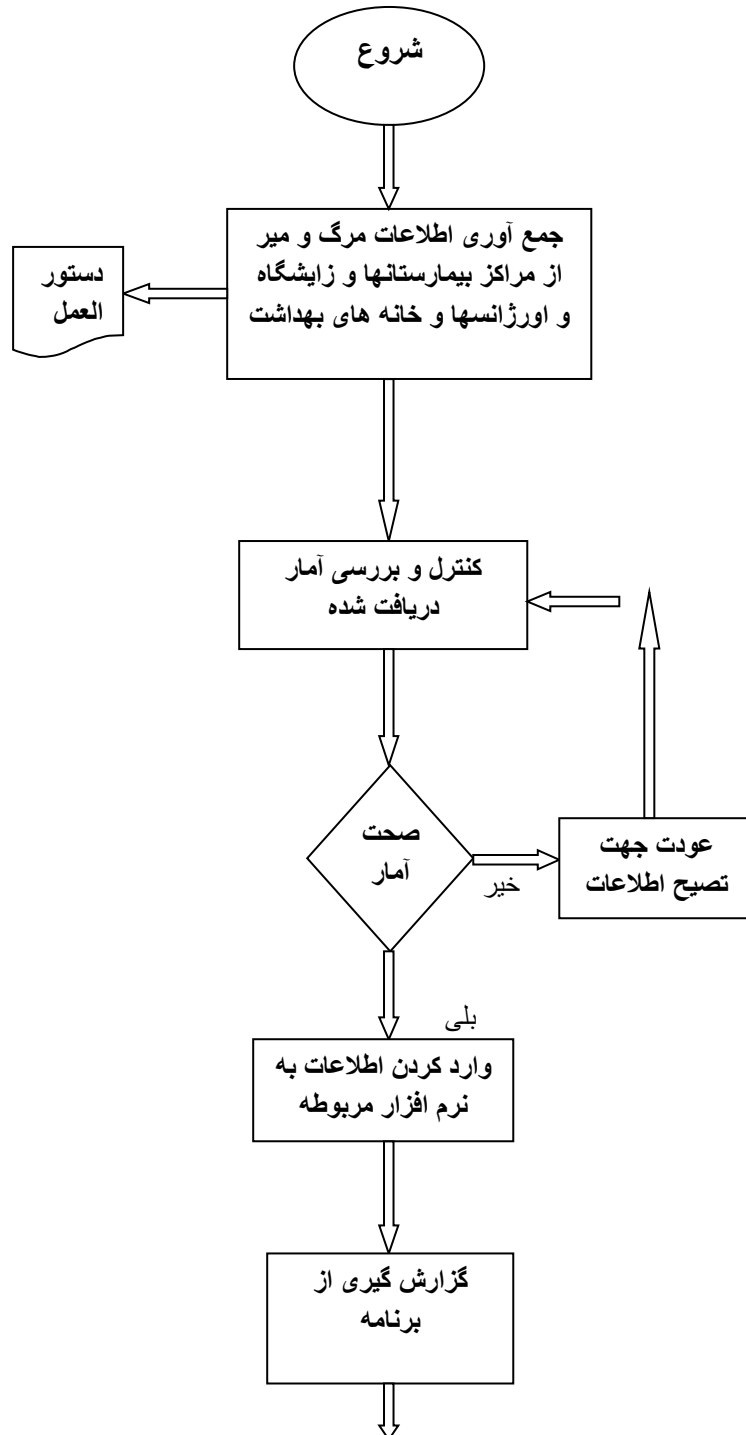 شروع
جمع آوری اطلاعات مرگ و میر
از مراکز بیمارستانها و زایشگاه
و اورژانسها و خانه های بهداشت
دستور
العمل
کنترل و بررسی آمار
دریافت شده
صحت
آمار
خیر
عودت جهت
تصیح اطلاعات
بلی
وارد کردن اطلاعات به
نرم افزار مربوطه
گزارش گیری از
برنامه